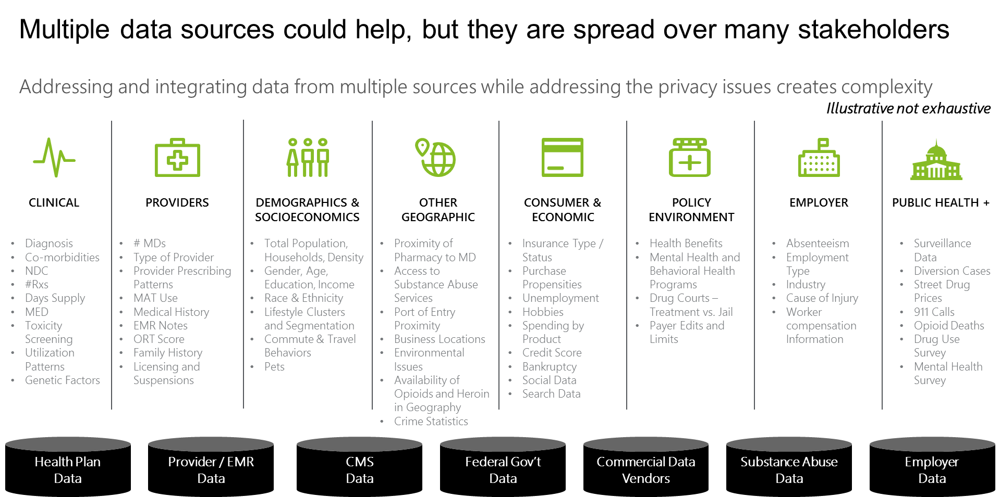 Multiple data sources could help, but they are spread over many stakeholders
Addressing and integrating data from multiple sources while addressing the privacy issues creates complexity
Illustrative not exhaustive
CLINICAL
• Diagnosis
• Co-morbidities
• NDC
• #Rxs
• Days Supply
• MED
• Toxicity
Screening
• Utilization
Patterns
• Genetic Factors
PROVIDERS
• # MDs
• Type of Provider
• Provider Prescribing
Patterns
• MAT Use
• Medical History
• EMR Notes
• ORT Score
• Family History
• Licensing and
Suspensions
DEMOGRAPHICS &
SOCIOECONOMICS
• Total Population,
Households, Density
• Gender, Age,
Education, Income
• Race & Ethnicity
• Lifestyle Clusters
and Segmentation
• Commute & Travel
Behaviors
• Pets
OTHER
GEOGRAPHIC
• Proximity of
Pharmacy to MD
• Access to
Substance Abuse
Services
• Port of Entry
Proximity
• Business Locations
• Environmental
Issues
• Availability of
Opioids and Heroin
in Geography
• Crime Statistics
CONSUMER &
ECONOMIC
• Insurance Type /
Status
• Purchase
Propensities
• Unemployment
• Hobbies
• Spending by
Product
• Credit Score
• Bankruptcy
• Social Data
• Search Data
POLICY
ENVIRONMENT
• Health Benefits
• Mental Health and
Behavioral Health
Programs
• Drug Courts –
Treatment vs. Jail
• Payer Edits and
Limits
EMPLOYER
• Absenteeism
• Employment
Type
• Industry
• Cause of Injury
• Worker
compensation
Information
PUBLIC HEALTH +
• Surveillance
Data
• Diversion Cases
• Street Drug
Prices
• 911 Calls
• Opioid Deaths
• Drug Use
Survey
• Mental Health
Survey
Health Plan
Data
Provider / EMR
Data
CMS
Data
Federal Gov’t
Data
Commercial Data
Vendors
Substance Abuse
Data
Employer
Data